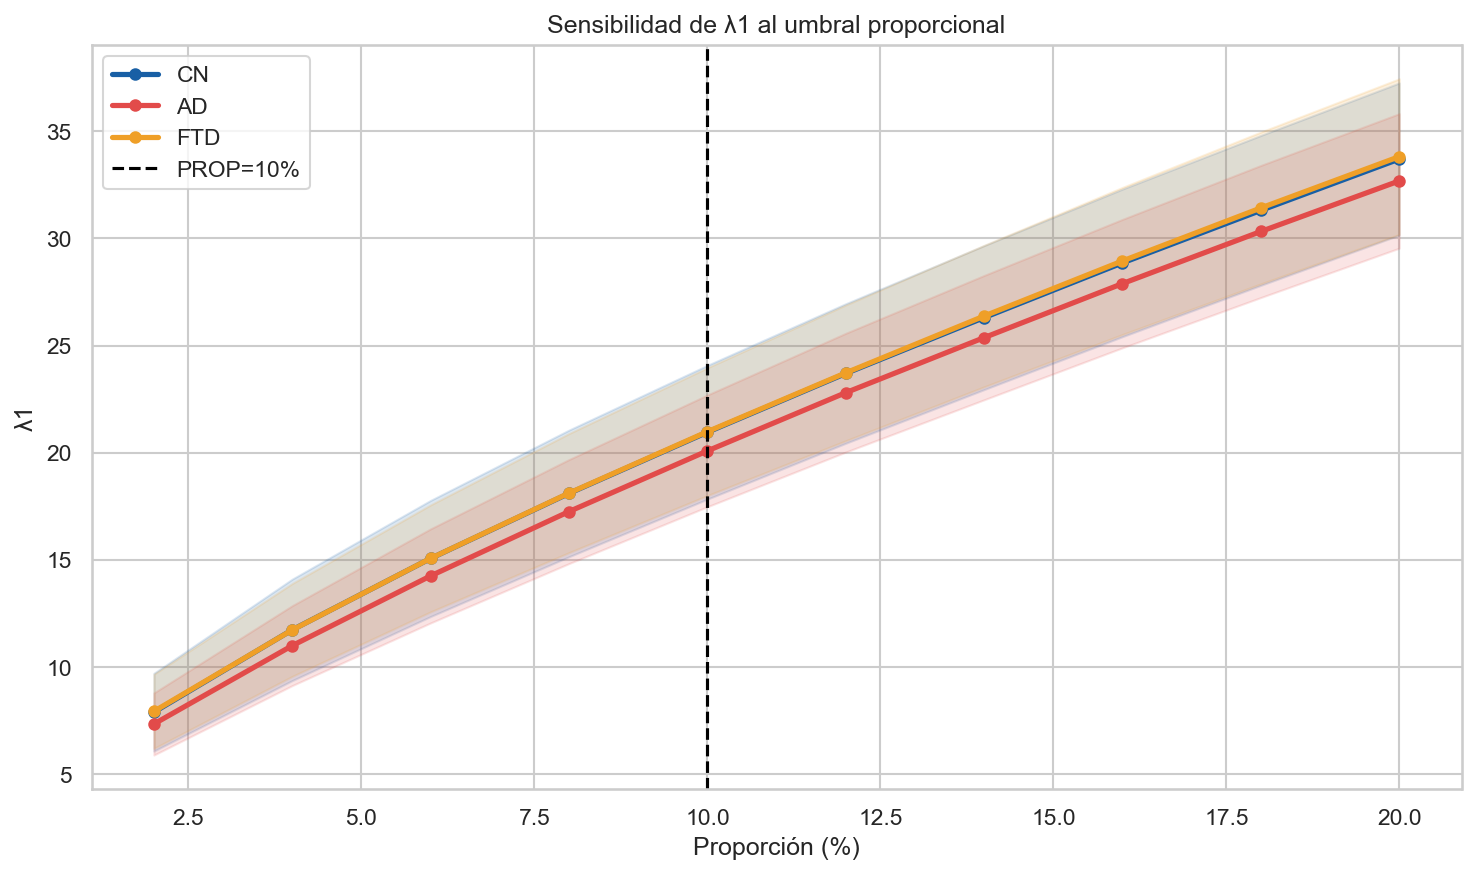 Sensibilidad de λ1 al umbral proporcional
CN
AD
FTD
PROP=10%
λ1
35
30
25
20
15
10
5
2.5 5.0 7.5 10.0 12.5 15.0 17.5 20.0
Proporción (%)